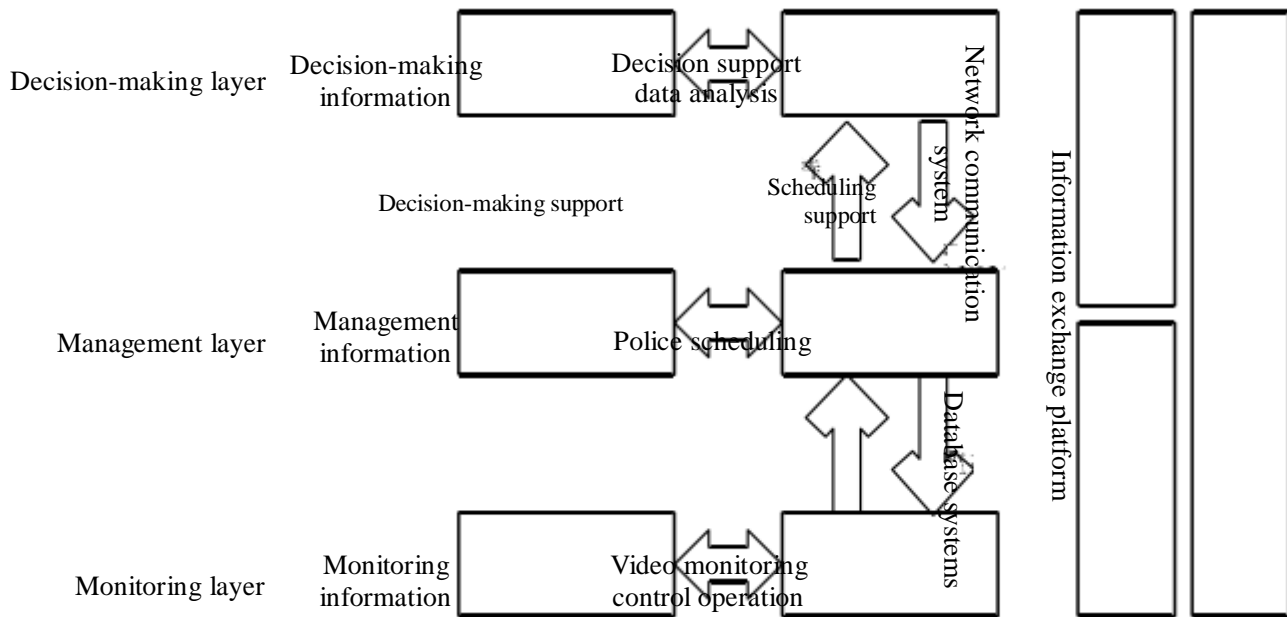 Decision-making layer
Decision-making
information
Decision support
data analysis
Network communication
system
Decision-making support
Scheduling
support
Information exchange platform
Management layer
Management
information
Police scheduling
Database systems
Monitoring layer
Monitoring
information
Video monitoring
control operation